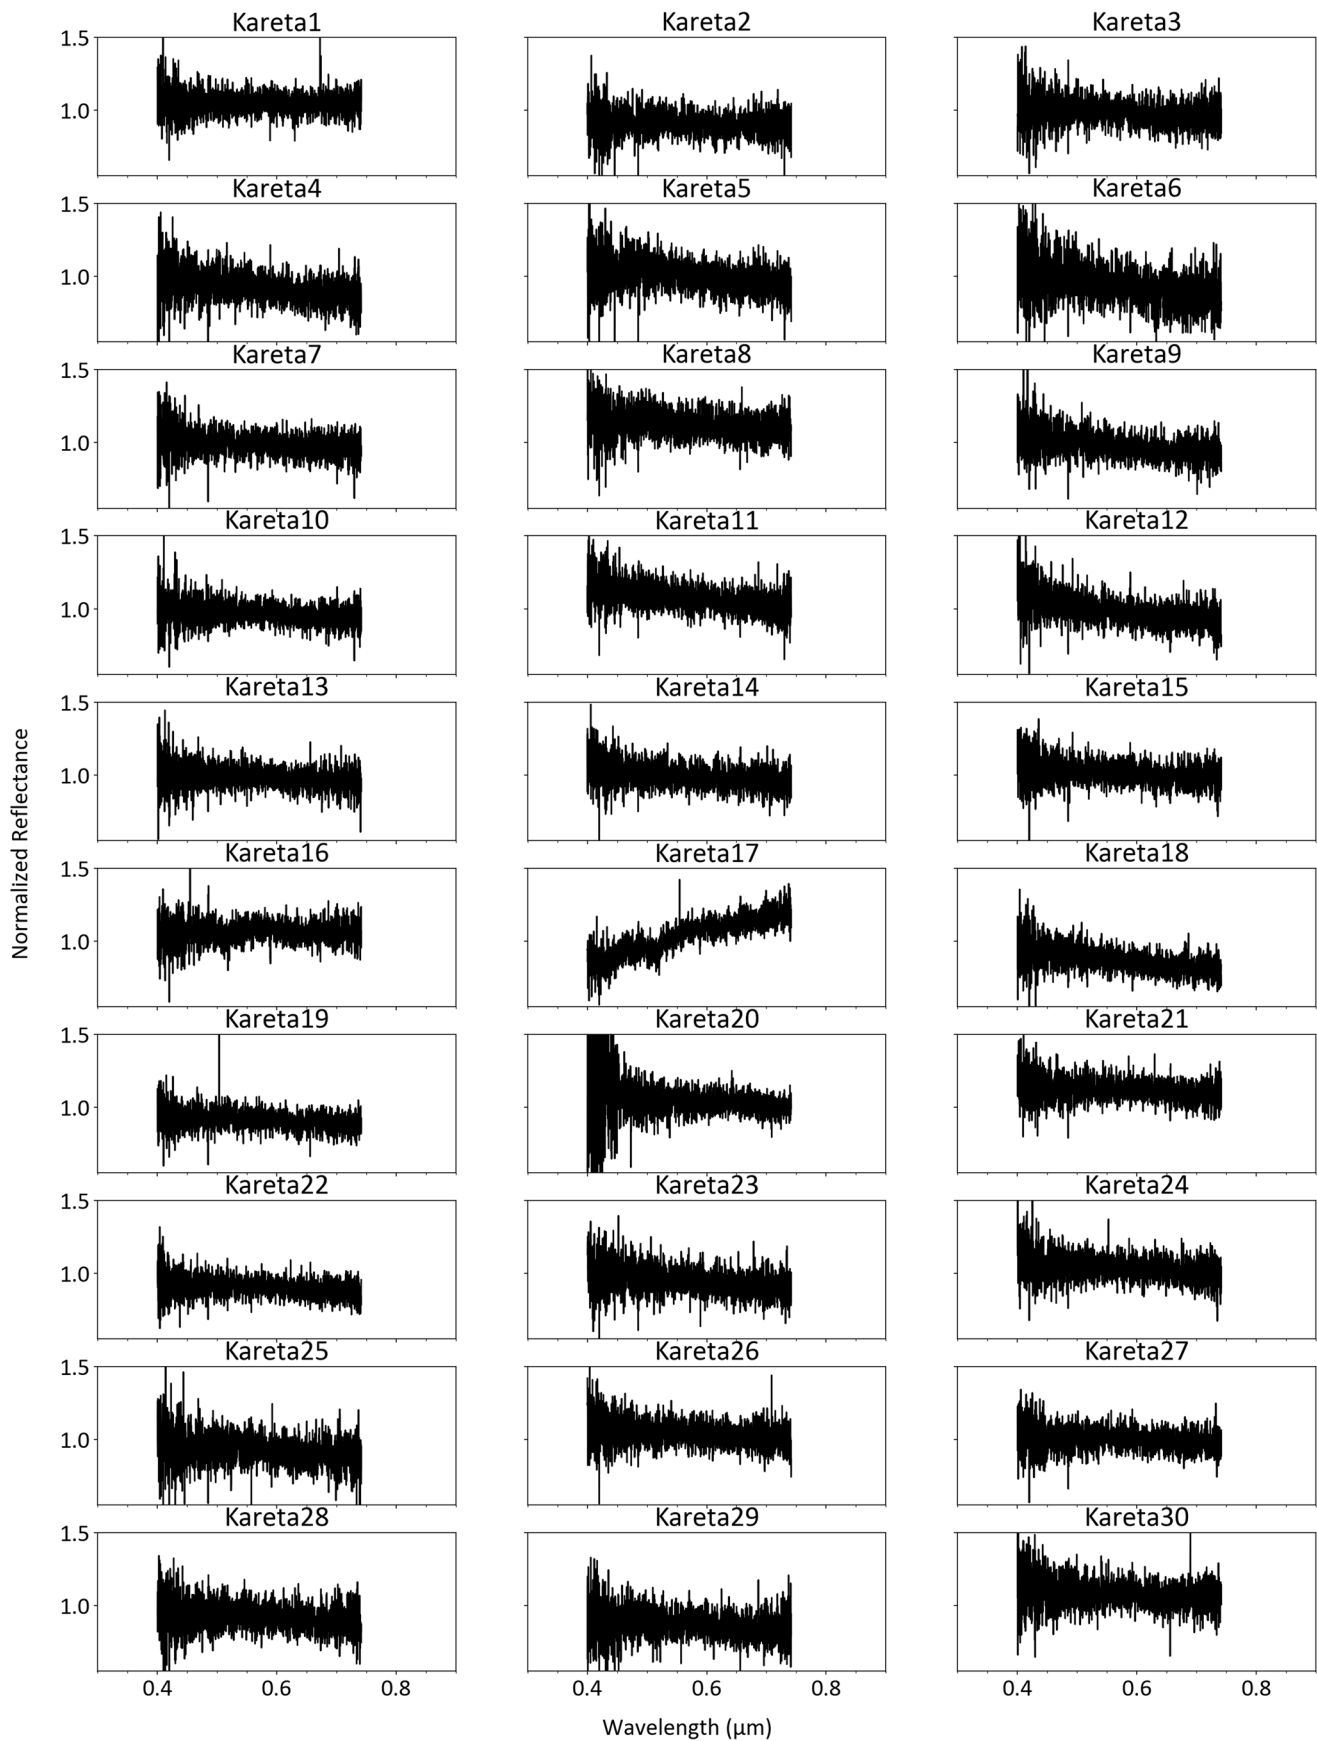 Kareta1 Kareta2 Kareta3
1.5
1.0
Kareta4 Kareta5 Kareta6
1.5
1.0
Kareta7 Kareta8 Kareta9
1.5
1.0
Kareta10 Kareta11 Kareta12
1.5
1.0
Kareta13 Kareta14 Kareta15
1.5
1.0
Kareta16 Kareta17 Kareta18
1.5
1.0
Kareta19 Kareta20 Kareta21
1.5
1.0
Kareta22 Kareta23 Kareta24
1.5
1.0
Kareta25 Kareta26 Kareta27
1.5
1.0
Kareta28 Kareta29 Kareta30
1.5
1.0
0.4 0.6 0.8 0.4 0.6 0.8 0.4 0.6 0.8
Wavelength (μm)
Normalized Reflectance